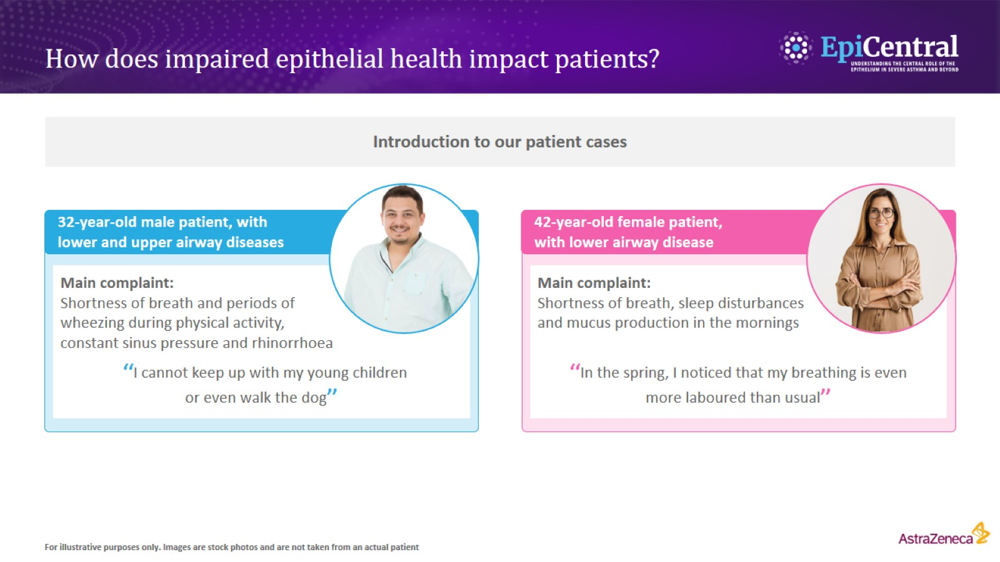 How does impaired epithelial health impact patients?
EpiCentral
UNDERSTANDING THE CENTRAL ROLE OF THE
EPITHELIUM IN SEVERE ASTHMA AND BEYOND
Introduction to our patient cases
32-year-old male patient, with
lower and upper airway diseases
Main complaint:
Shortness of breath and periods of
wheezing during physical activity,
constant sinus pressure and rhinorrhoea
“I cannot keep up with my young children
or even walk the dog”
42-year-old female patient,
with lower airway disease
Main complaint:
Shortness of breath, sleep disturbances
and mucus production in the mornings
“In the spring, I noticed that my breathing is even
more laboured than usual”
For illustrative purposes only. Images are stock photos and are not taken from an actual patient
AstraZeneca